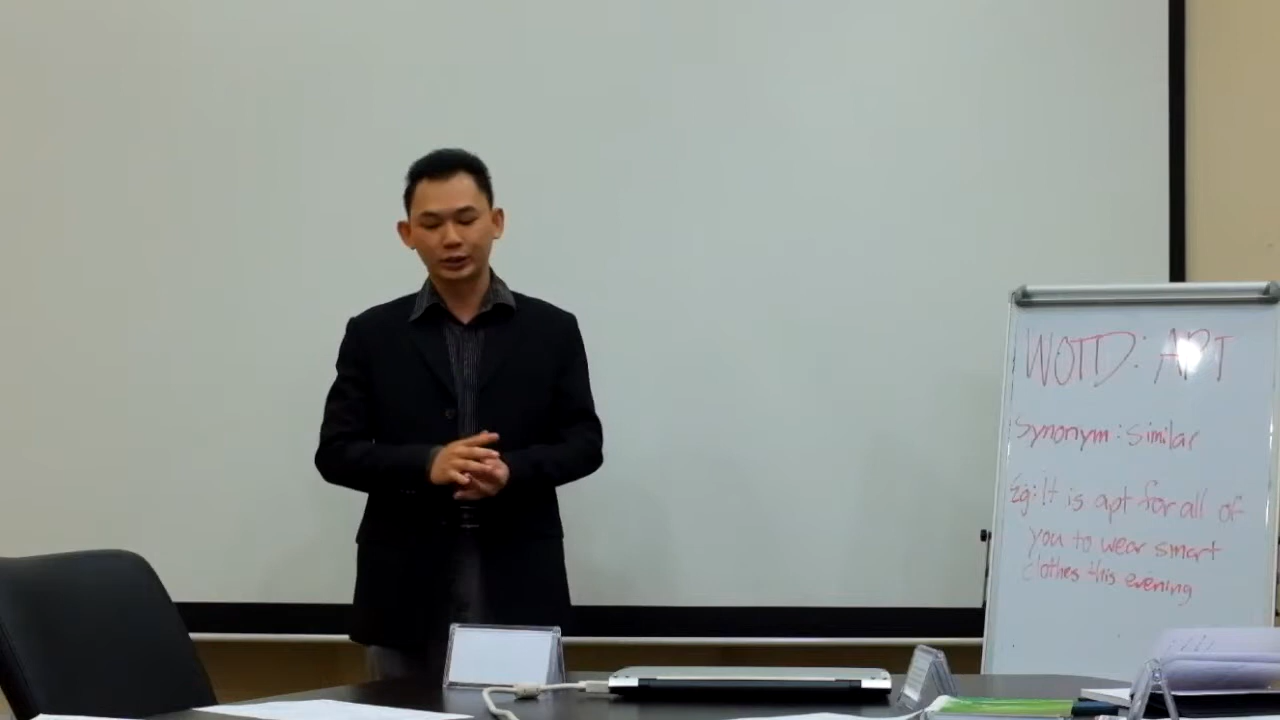 WOTD: APT
Synonym: similar
Eg: It is apt for all of
you to wear smart
clothes this evening